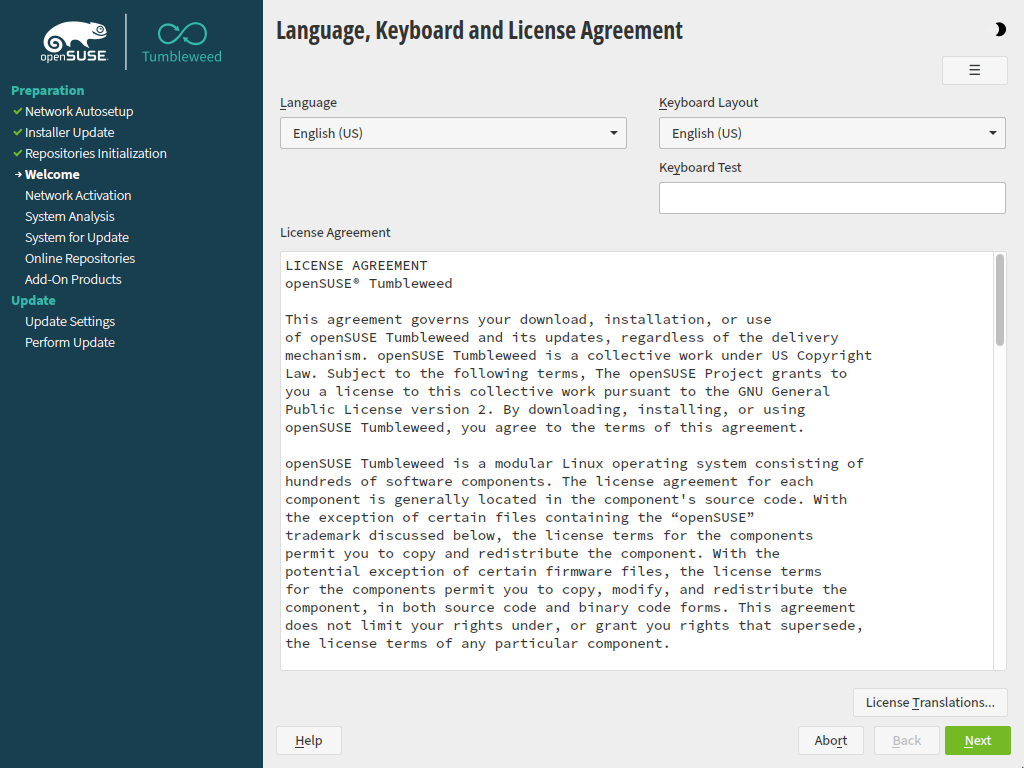 openSUSE
Tumbleweed
Preparation
Network Autosetup
Installer Update
Repositories Initialization
Welcome
Network Activation
System Analysis
System for Update
Online Repositories
Add-On Products
Update
Update Settings
Perform Update
Language, Keyboard and License Agreement
Language
Keyboard Layout
English (US)
English (US)
Keyboard Test
License Agreement
LICENSE AGREEMENT
openSUSE® Tumbleweed
This agreement governs your download, installation, or use
of openSUSE Tumbleweed and its updates, regardless of the delivery
mechanism. openSUSE Tumbleweed is a collective work under US Copyright
Law. Subject to the following terms, The openSUSE Project grants to
you a license to this collective work pursuant to the GNU General
Public License version 2. By downloading, installing, or using
openSUSE Tumbleweed, you agree to the terms of this agreement.
openSUSE Tumbleweed is a modular Linux operating system consisting of
hundreds of software components. The license agreement for each
component is generally located in the component's source code. With
the exception of certain files containing the “openSUSE”
trademark discussed below, the license terms for the components
permit you to copy and redistribute the component. With the
potential exception of certain firmware files, the license terms
for the components permit you to copy, modify, and redistribute the
component, in both source code and binary code forms. This agreement
does not limit your rights under, or grant you rights that supersede,
the license terms of any particular component.
License Translations...
Help
Abort
Back
Next